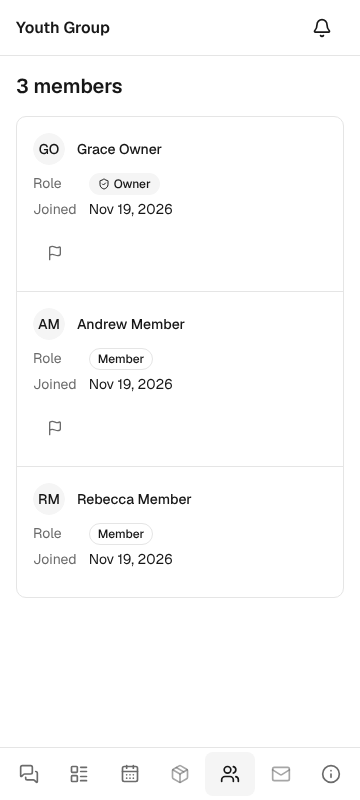 Youth Group
3 members
GO Grace Owner
Role Owner
Joined Nov 19, 2026
AM Andrew Member
Role Member
Joined Nov 19, 2026
RM Rebecca Member
Role Member
Joined Nov 19, 2026